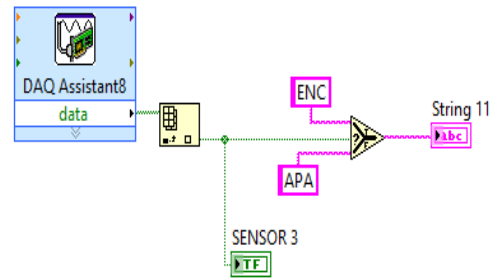 DAQ Assistant8
data
ENC
String 11
abc
?
T
F
APA
SENSOR 3
TF